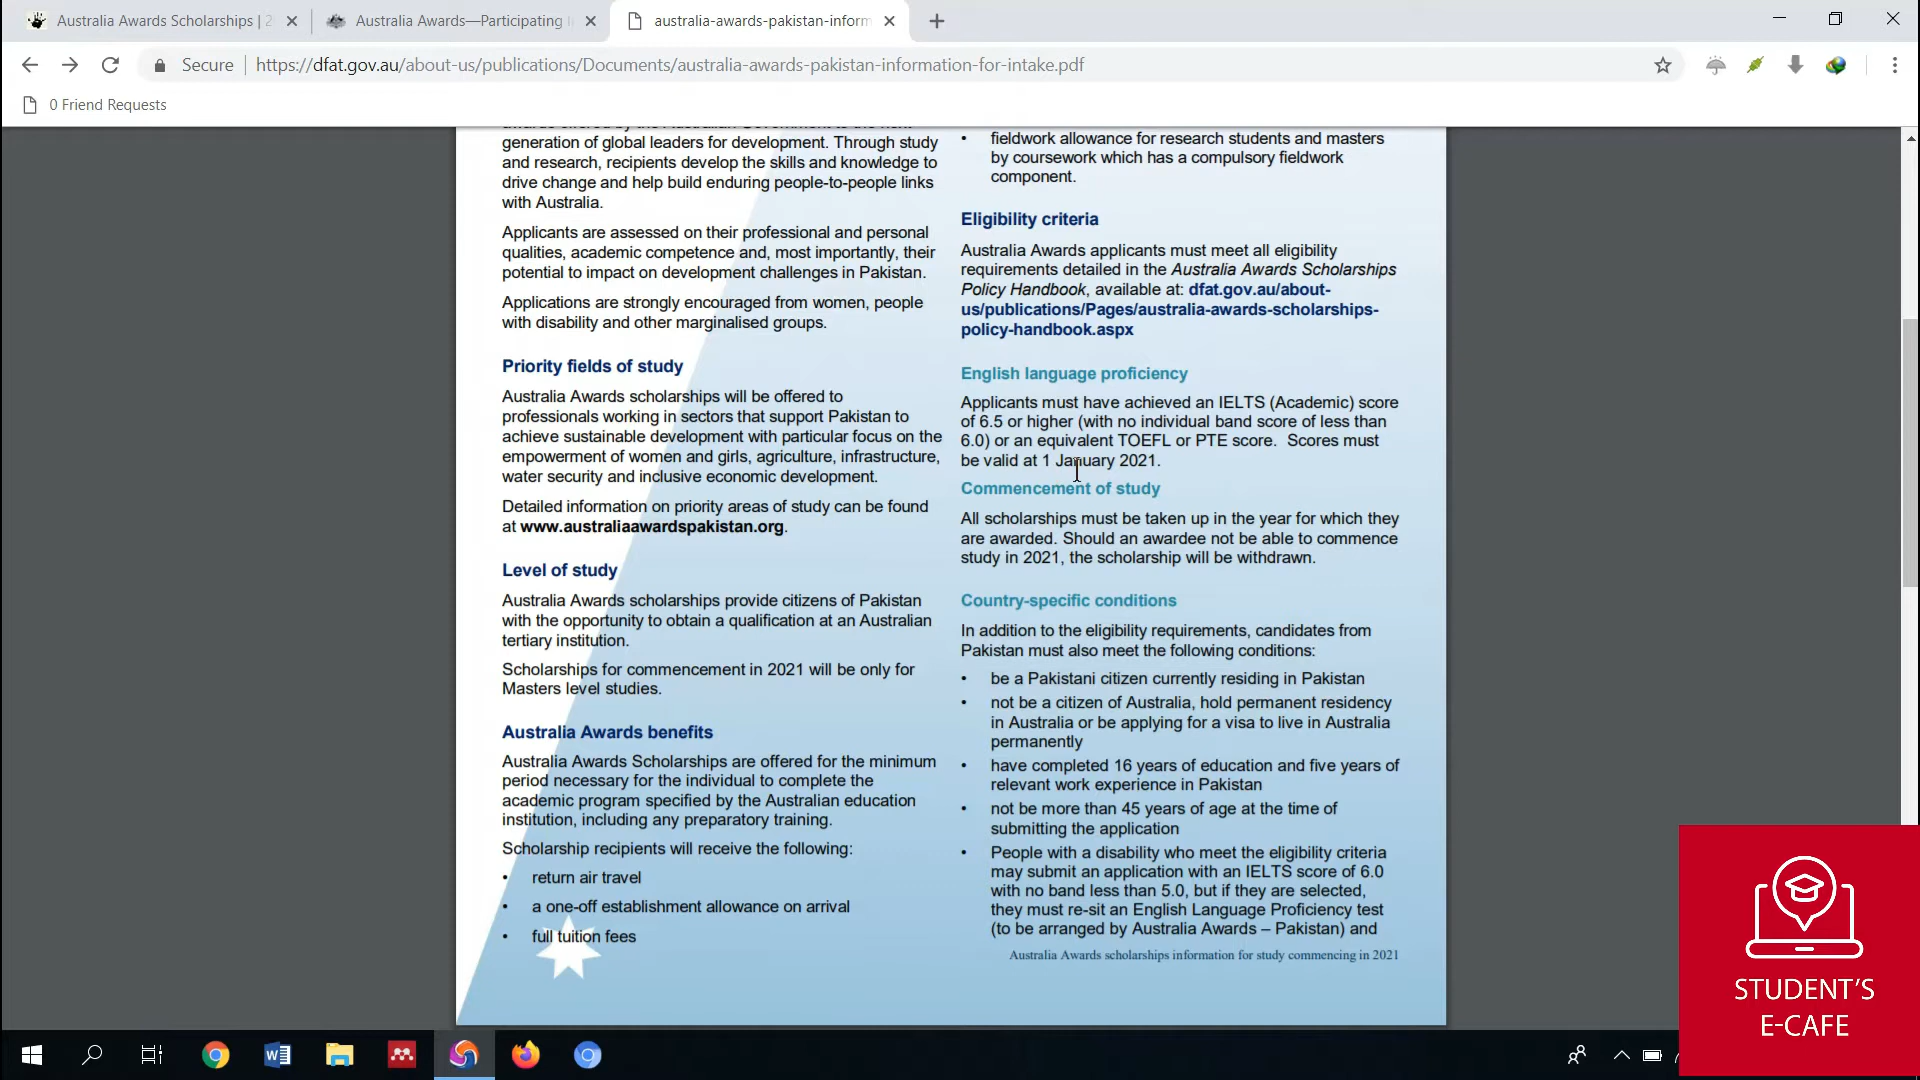 Australia Awards Scholarships | 2
Australia Awards—Participating
australia-awards-pakistan-inform
Secure
https://dfat.gov.au/about-us/publications/Documents/australia-awards-pakistan-information-for-intake.pdf
0 Friend Requests
generation of global leaders for development. Through study
and research, recipients develop the skills and knowledge to
drive change and help build enduring people-to-people links
with Australia.
Applicants are assessed on their professional and personal
qualities, academic competence and, most importantly, their
potential to impact on development challenges in Pakistan.
Applications are strongly encouraged from women, people
with disability and other marginalised groups.
Priority fields of study
Australia Awards scholarships will be offered to
professionals working in sectors that support Pakistan to
achieve sustainable development with particular focus on the
empowerment of women and girls, agriculture, infrastructure,
water security and inclusive economic development.
Detailed information on priority areas of study can be found
at www.australiaawardspakistan.org.
Level of study
Australia Awards scholarships provide citizens of Pakistan
with the opportunity to obtain a qualification at an Australian
tertiary institution.
Scholarships for commencement in 2021 will be only for
Masters level studies.
Australia Awards benefits
Australia Awards Scholarships are offered for the minimum
period necessary for the individual to complete the
academic program specified by the Australian education
institution, including any preparatory training.
Scholarship recipients will receive the following:
• return air travel
• a one-off establishment allowance on arrival
• full tuition fees
• fieldwork allowance for research students and masters
by coursework which has a compulsory fieldwork
component.
Eligibility criteria
Australia Awards applicants must meet all eligibility
requirements detailed in the Australia Awards Scholarships
Policy Handbook, available at: dfat.gov.au/about-
us/publications/Pages/australia-awards-scholarships-
policy-handbook.aspx
English language proficiency
Applicants must have achieved an IELTS (Academic) score
of 6.5 or higher (with no individual band score of less than
6.0) or an equivalent TOEFL or PTE score. Scores must
be valid at 1 January 2021.
Commencement of study
All scholarships must be taken up in the year for which they
are awarded. Should an awardee not be able to commence
study in 2021, the scholarship will be withdrawn.
Country-specific conditions
In addition to the eligibility requirements, candidates from
Pakistan must also meet the following conditions:
• be a Pakistani citizen currently residing in Pakistan
• not be a citizen of Australia, hold permanent residency
in Australia or be applying for a visa to live in Australia
permanently
• have completed 16 years of education and five years of
relevant work experience in Pakistan
• not be more than 45 years of age at the time of
submitting the application
• People with a disability who meet the eligibility criteria
may submit an application with an IELTS score of 6.0
with no band less than 5.0, but if they are selected,
they must re-sit an English Language Proficiency test
(to be arranged by Australia Awards – Pakistan) and
Australia Awards scholarships information for study commencing in 2021
STUDENT'S
E-CAFE